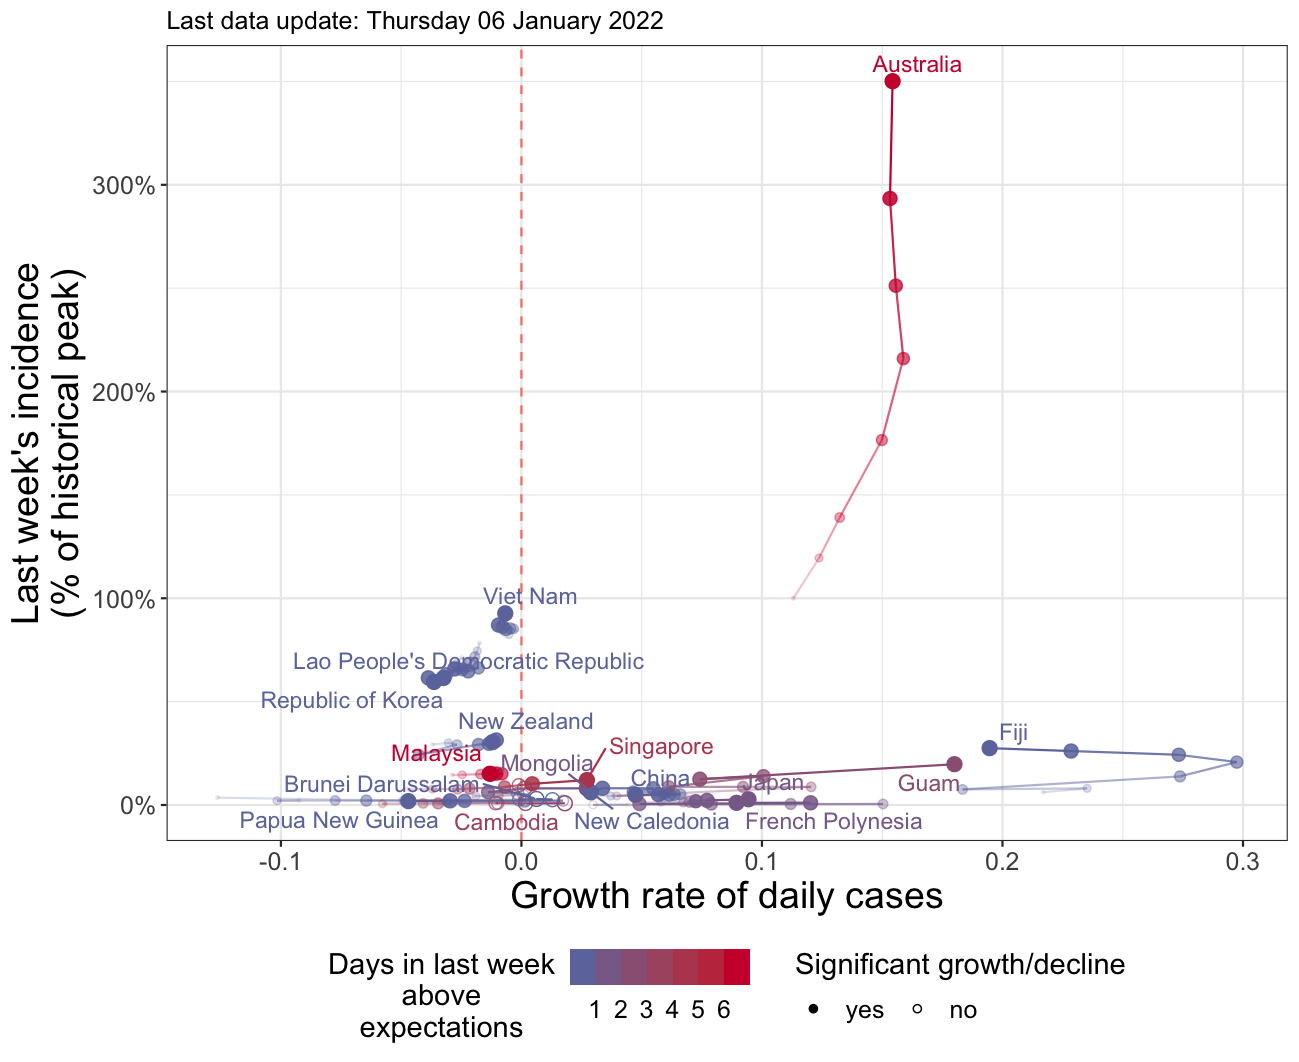 Last data update: Thursday 06 January 2022
Last week's incidence
(% of historical peak)
300%
200%
100%
0%
Australia
Viet Nam
Lao People's Democratic Republic
Republic of Korea
New Zealand
Malaysia
Mongolia
Singapore
Fiji
Brunei Darussalam
China
Japan
Guam
Papua New Guinea
Cambodia
New Caledonia
French Polynesia
-0.1
0.0
0.1
0.2
0.3
Growth rate of daily cases
Days in last week
above
expectations
1 2 3 4 5 6
Significant growth/decline
yes
no